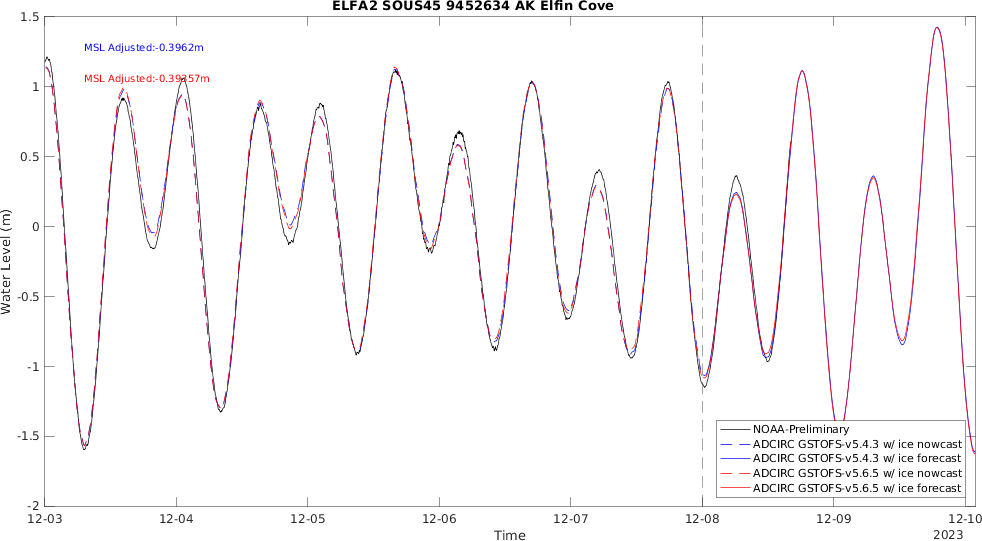 ELFA2 SOUS45 9452634 AK Elfin Cove
1.5
1
0.5
0
-0.5
-1
-1.5
-2
Water Level (m)
MSL Adjusted:-0.3962m
MSL Adjusted:-0.39357m
NOAA-Preliminary
ADCIRC GSTOFS-v5.4.3 w/ ice nowcast
ADCIRC GSTOFS-v5.4.3 w/ ice forecast
ADCIRC GSTOFS-v5.6.5 w/ ice nowcast
ADCIRC GSTOFS-v5.6.5 w/ ice forecast
12-03 12-04 12-05 12-06 12-07 12-08 12-09 12-10
Time
2023